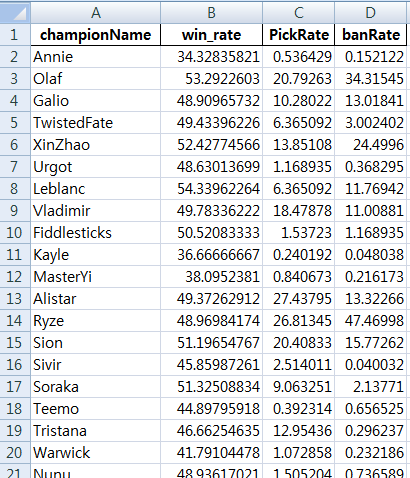 A B C D
1 championName win_rate PickRate banRate
2 Annie 34.32835821 0.536429 0.152122
3 Olaf 53.2922603 20.79263 34.31545
4 Galio 48.90965732 10.28022 13.01841
5 TwistedFate 49.43396226 6.365092 3.002402
6 XinZhao 52.42774566 13.85108 24.4996
7 Urgot 48.63013699 1.168935 0.368295
8 Leblanc 54.33962264 6.365092 11.76942
9 Vladimir 49.78336222 18.47878 11.00881
10 Fiddlesticks 50.52083333 1.53723 1.168935
11 Kayle 36.66666667 0.240192 0.048038
12 MasterYi 38.0952381 0.840673 0.216173
13 Alistar 49.37262912 27.43795 13.32266
14 Ryze 48.96984174 26.81345 47.46998
15 Sion 51.19654767 20.40833 15.77262
16 Sivir 45.85987261 2.514011 0.040032
17 Soraka 51.32508834 9.063251 2.13771
18 Teemo 44.89795918 0.392314 0.656525
19 Tristana 46.66254635 12.95436 0.296237
20 Warwick 41.79104478 1.072858 0.232186
21 Nunu 48.93617021 1.505204 0.736589